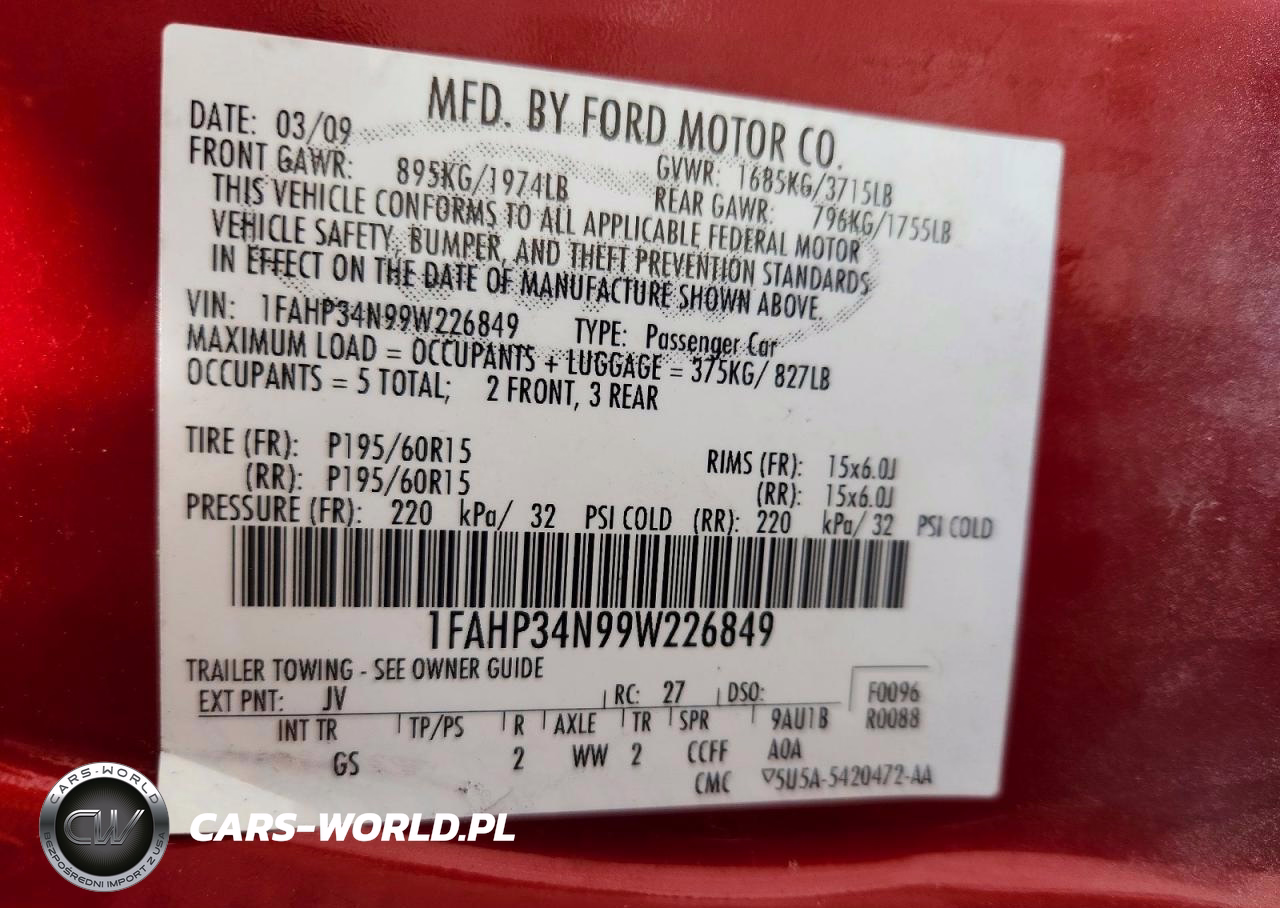 MFD. BY FORD MOTOR CO.
DATE: 03/09 GVWR: 1685KG/3715LB
FRONT GAWR: 895KG/1974LB REAR GAWR: 796KG/1755LB
THIS VEHICLE CONFORMS TO ALL APPLICABLE FEDERAL MOTOR
VEHICLE SAFETY, BUMPER, AND THEFT PREVENTION STANDARDS
IN EFFECT ON THE DATE OF MANUFACTURE SHOWN ABOVE.
VIN: 1FAHP34N99W226849 TYPE: Passenger Car
MAXIMUM LOAD = OCCUPANTS + LUGGAGE = 375KG/ 827LB
OCCUPANTS = 5 TOTAL; 2 FRONT, 3 REAR
TIRE (FR): P195/60R15 RIMS (FR): 15x6.0J
(RR): P195/60R15 (RR): 15x6.0J
PRESSURE (FR): 220 kPa/ 32 PSI COLD (RR): 220 kPa/ 32 PSI COLD
1FAHP34N99W226849
TRAILER TOWING - SEE OWNER GUIDE
EXT PNT: JV RC: 27 DSO: F0096
INT TR TP/PS R AXLE TR SPR 9AU1B R0088
GS 2 WW 2 CCFF AOA
CMC ▽5U5A-5420472-AA
CARS-WORLD
CW
BEZPOŚREDNI IMPORT Z USA
CARS-WORLD.PL